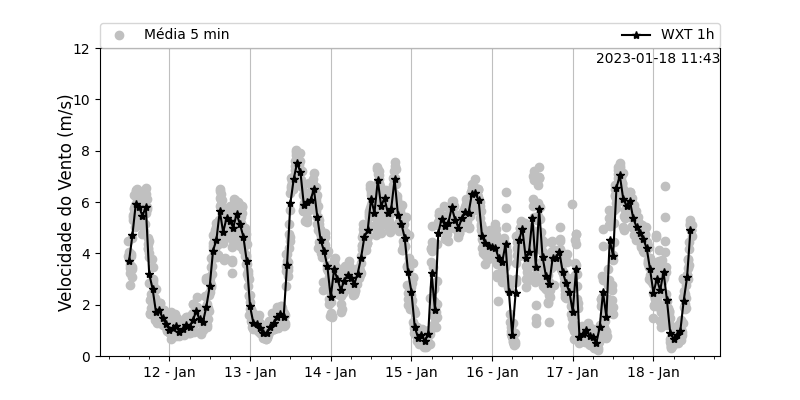 Média 5 min
WXT 1h
2023-01-18 11:43
Velocidade do Vento (m/s)
12
10
8
6
4
2
0
12 - Jan
13 - Jan
14 - Jan
15 - Jan
16 - Jan
17 - Jan
18 - Jan